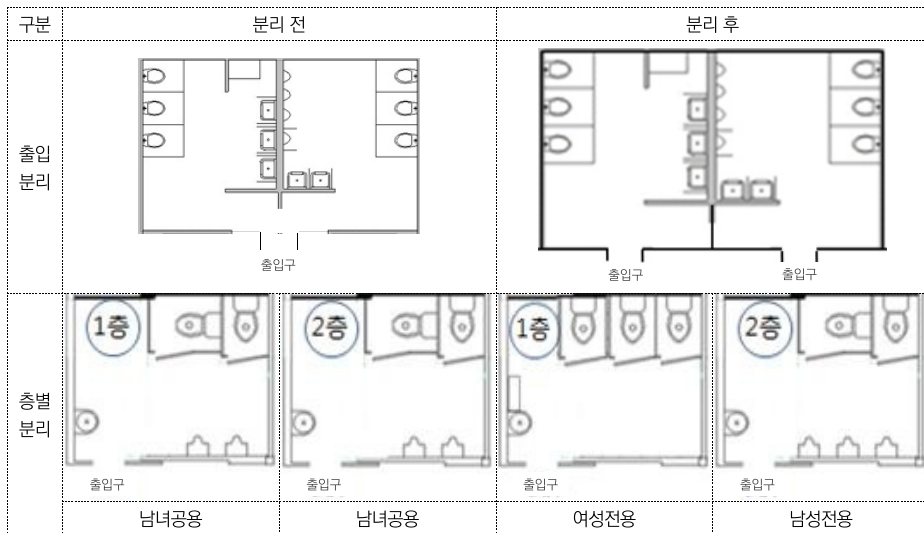 구분
분리 전
분리 후
출입
분리
출입구
출입구
출입구
층별
분리
1층
2층
1층
2층
출입구
출입구
출입구
출입구
남녀공용
남녀공용
여성전용
남성전용